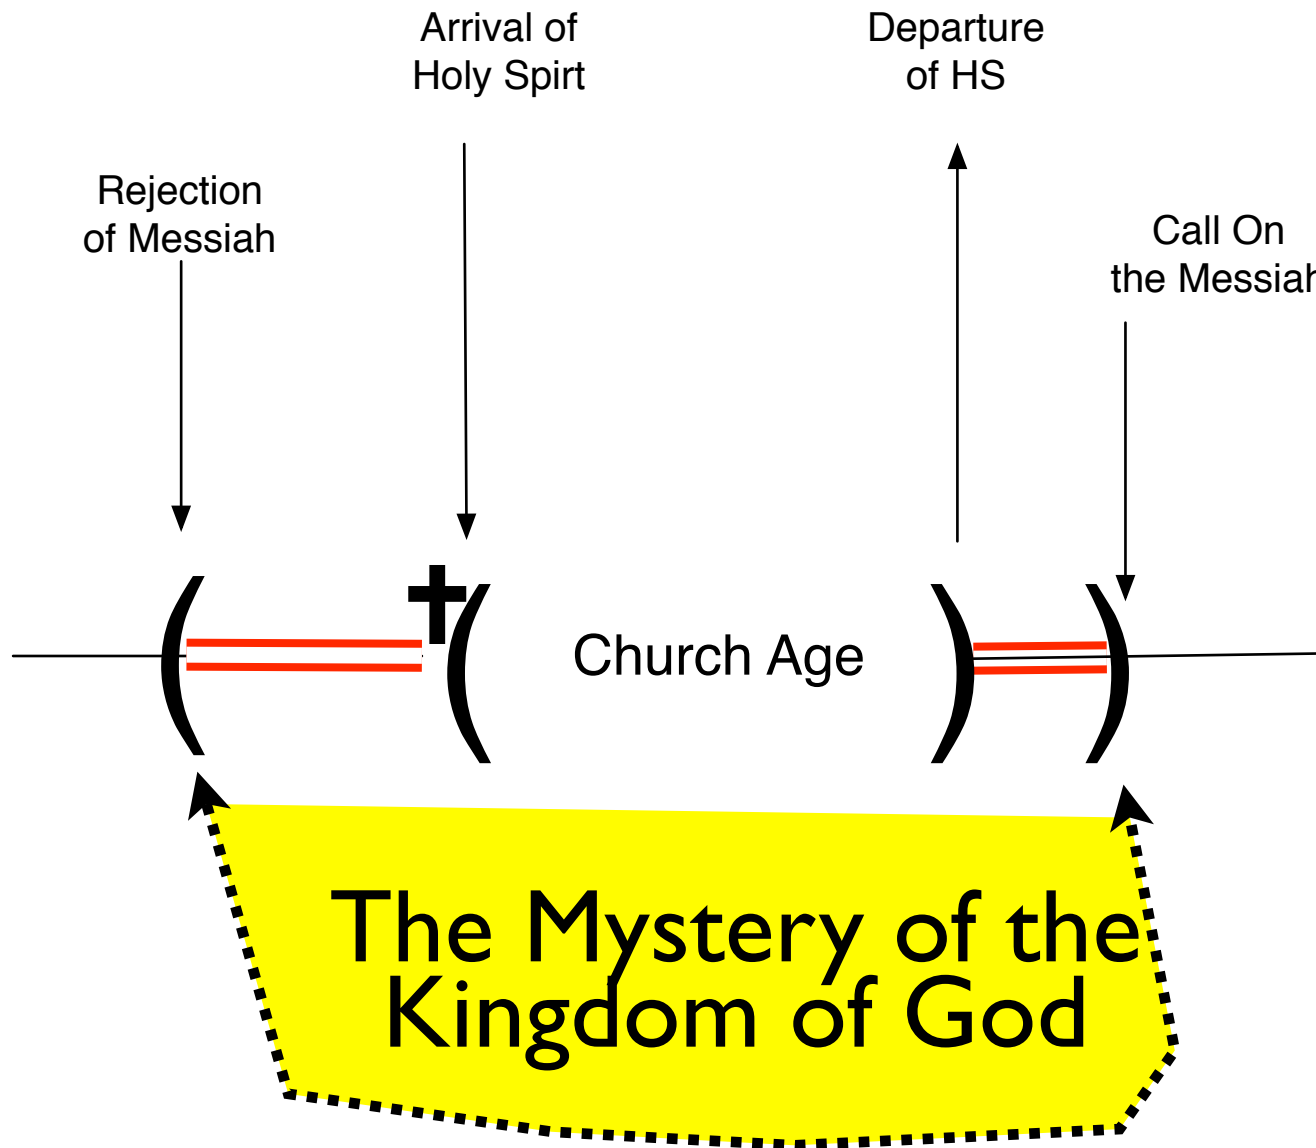 Arrival of
Holy Spirt
Departure
of HS
Rejection
of Messiah
Call On
the Messiah
Church Age
The Mystery of the
Kingdom of God